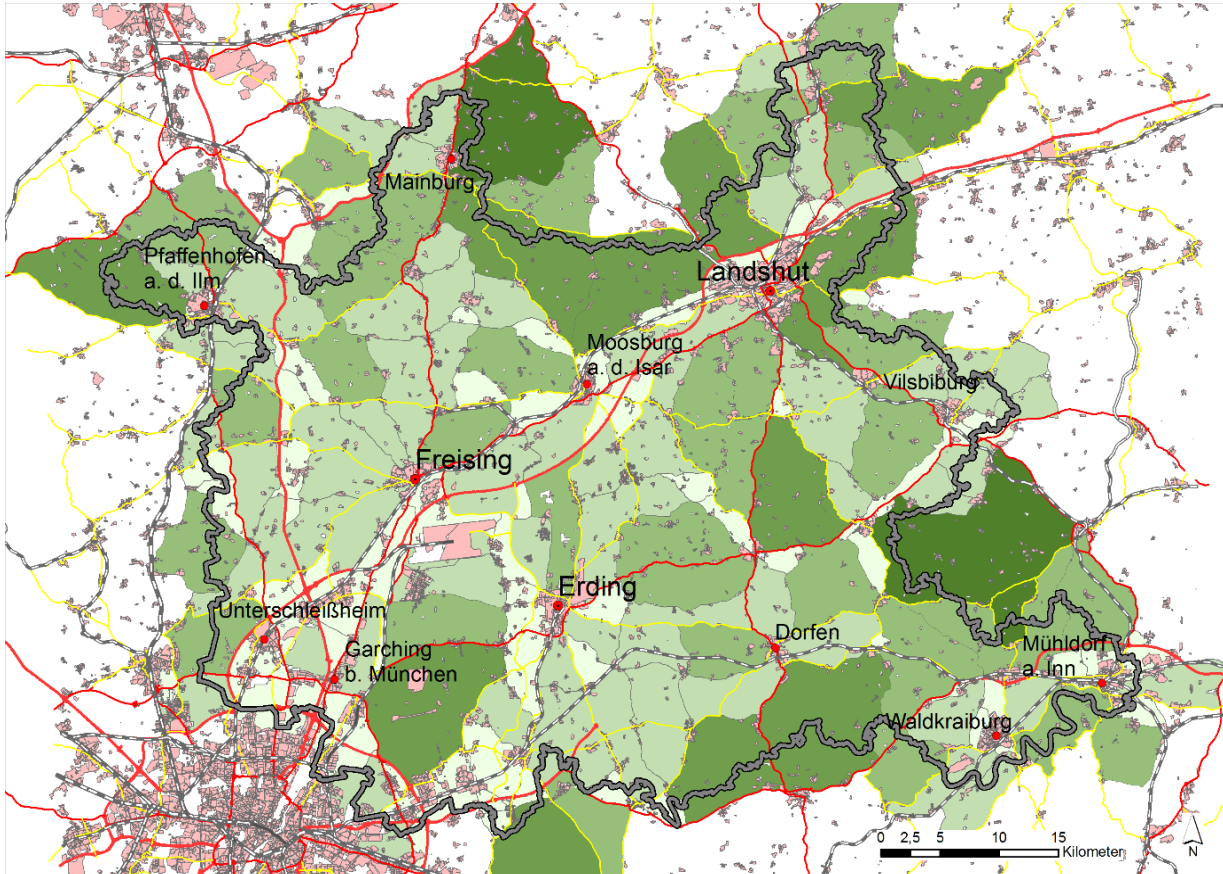 Mainburg
Pfaffenhofen
a. d. Ilm
Landshut
Moosburg
a. d. Isar
Vilsbiburg
Freising
Erding
Unterschleißheim
Garching
b. München
Dorfen
Mühldorf
a. Inn
Waldkraiburg
0 2,5 5 10 15
Kilometer
N